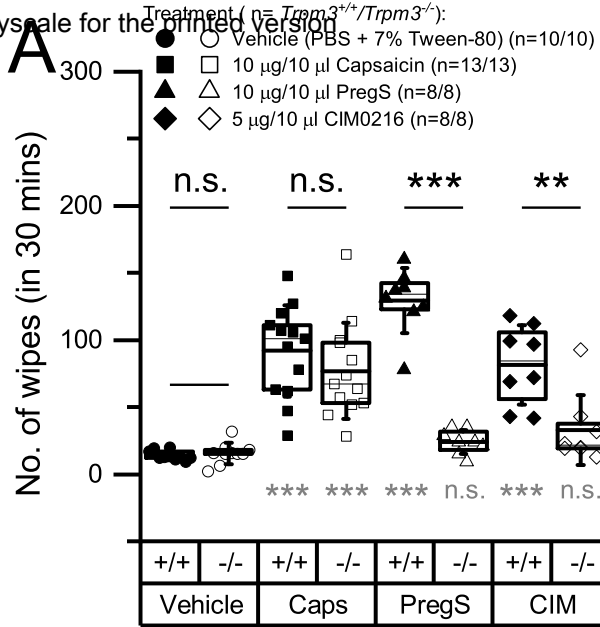 Treatment ( n= Trpm3+/+/Trpm3-/-):
yscale for the printed version
A
Vehicle (PBS + 7% Tween-80) (n=10/10)
10 µg/10 µl Capsaicin (n=13/13)
10 µg/10 µl PregS (n=8/8)
5 µg/10 µl CIM0216 (n=8/8)
No. of wipes (in 30 mins)
300
200
100
0
n.s. n.s. *** **
*** *** *** n.s. *** n.s.
+/+ -/- +/+ -/- +/+ -/- +/+ -/-
Vehicle Caps PregS CIM